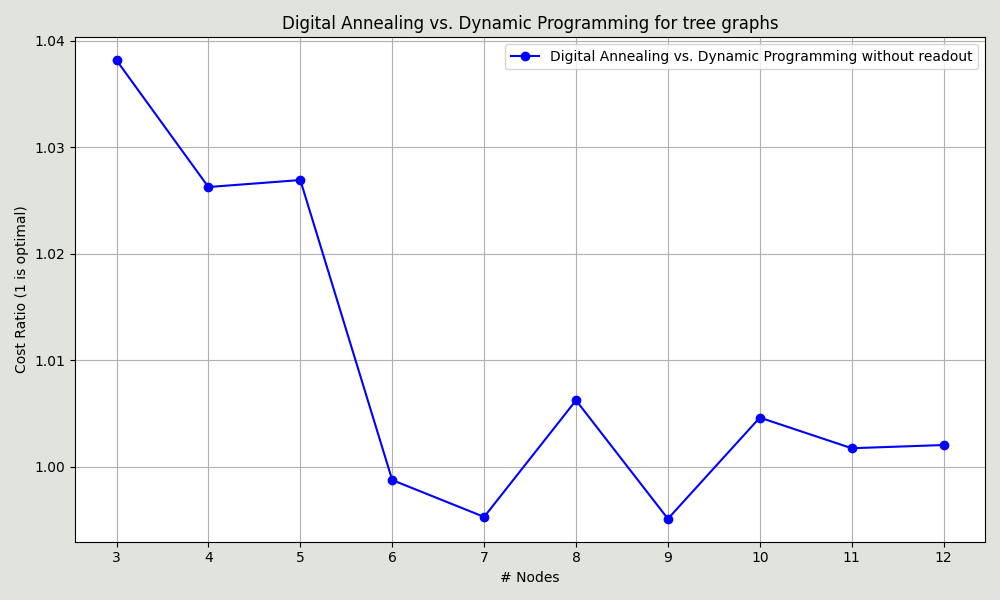 Digital Annealing vs. Dynamic Programming for tree graphs
Digital Annealing vs. Dynamic Programming without readout
Cost Ratio (1 is optimal)
1.04
1.03
1.02
1.01
1.00
3 4 5 6 7 8 9 10 11 12
# Nodes